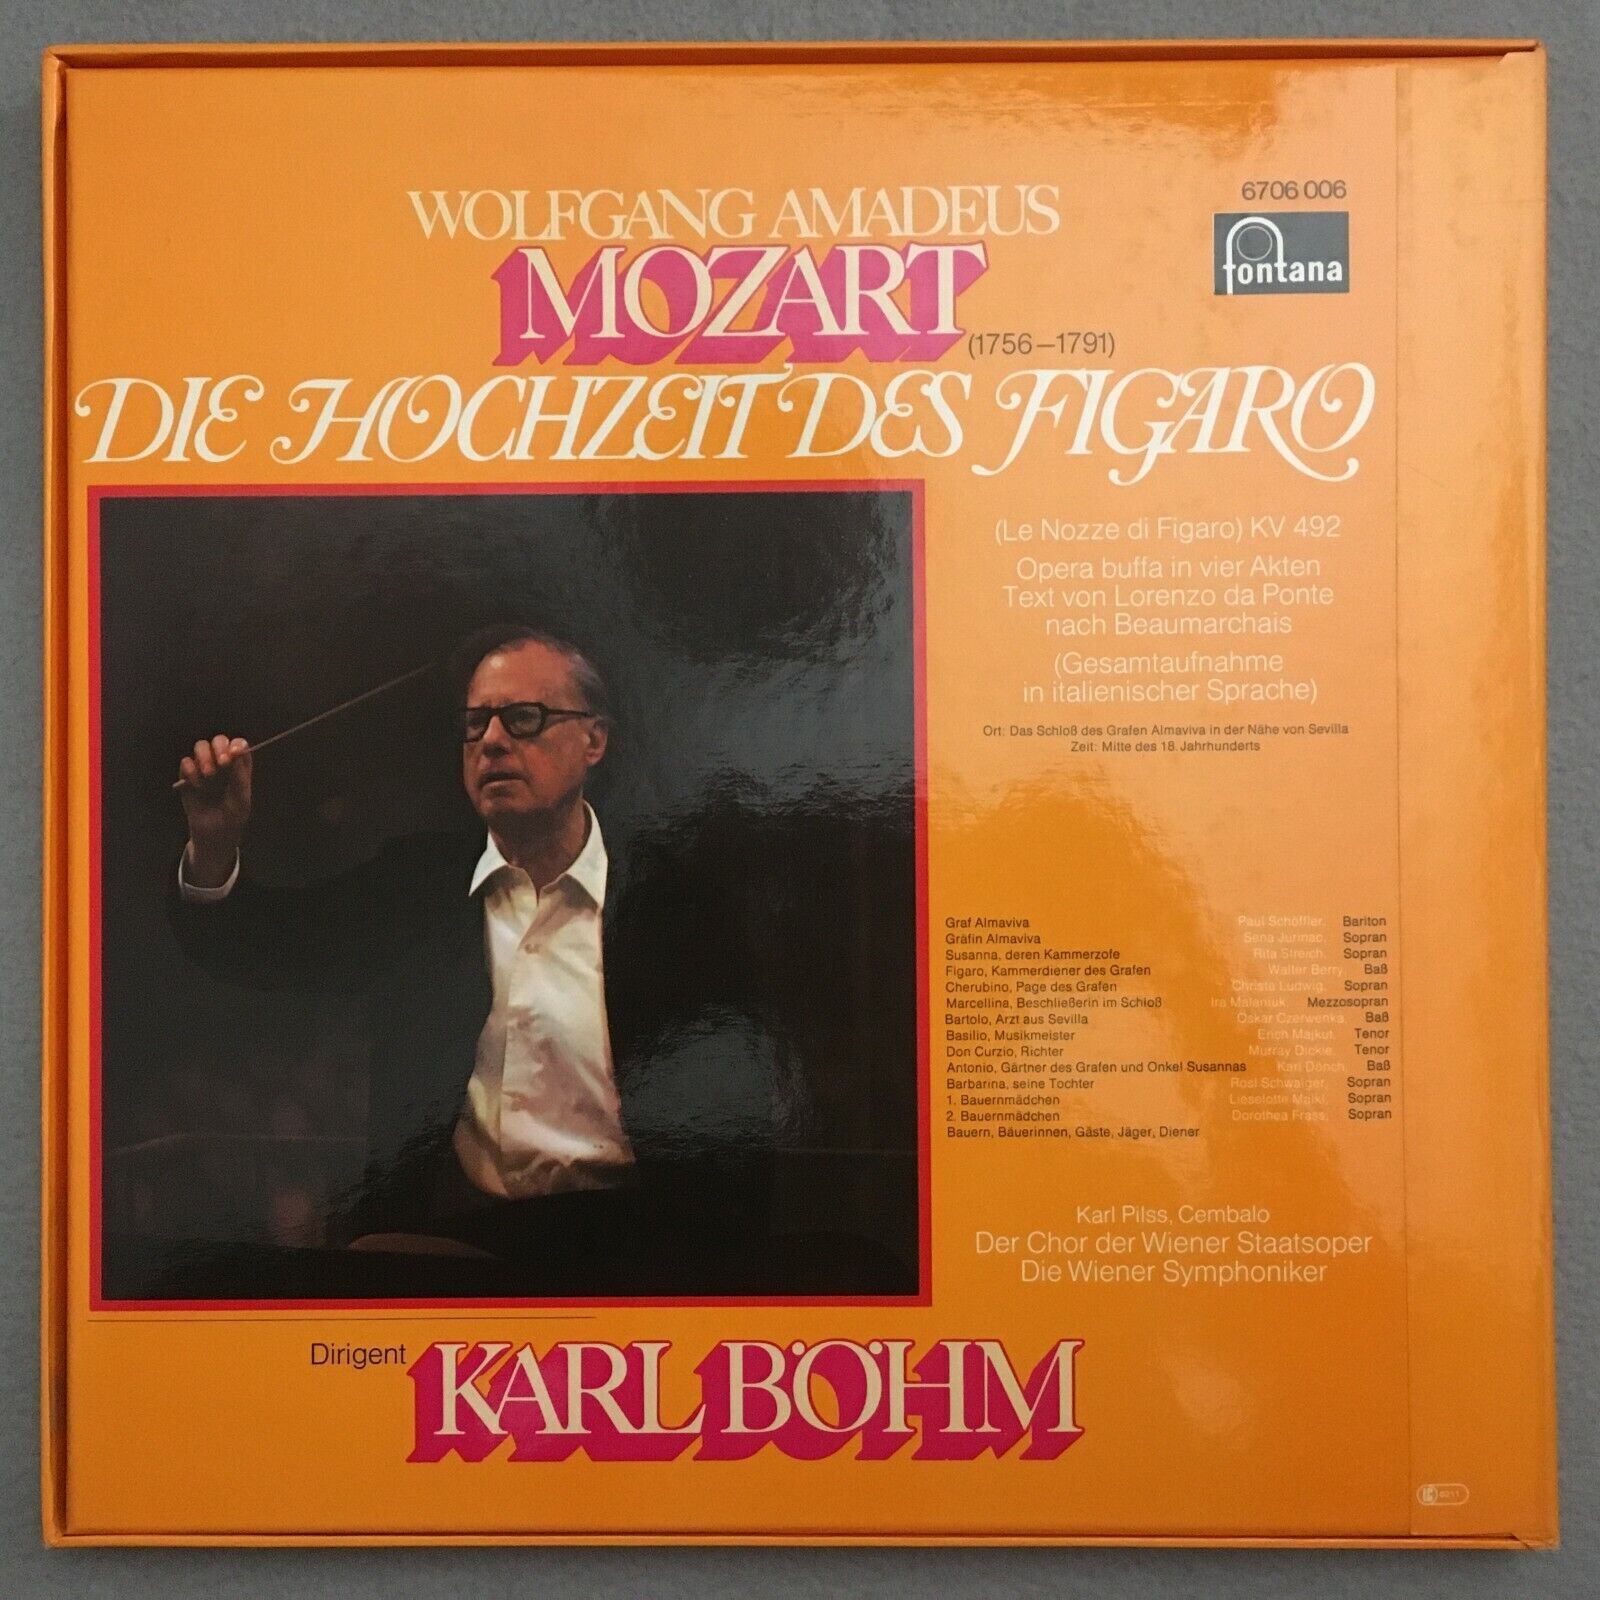 6706 006
fontana
WOLFGANG AMADEUS
MOZART
(1756–1791)
DIE HOCHZEIT DES FIGARO
(Le Nozze di Figaro) KV 492
Opera buffa in vier Akten
Text von Lorenzo da Ponte
nach Beaumarchais
(Gesamtaufnahme
in italienischer Sprache)
Ort: Das Schloß des Grafen Almaviva in der Nähe von Sevilla
Zeit: Mitte des 18. Jahrhunderts
Graf Almaviva Paul Schöffler, Bariton
Gräfin Almaviva Sena Jurinac, Sopran
Susanna, deren Kammerzofe Rita Streich, Sopran
Figaro, Kammerdiener des Grafen Walter Berry, Baß
Cherubino, Page des Grafen Christa Ludwig, Sopran
Marcellina, Beschließerin im Schloß Ira Malaniuk, Mezzosopran
Bartolo, Arzt aus Sevilla Oskar Czerwenka, Baß
Basilio, Musikmeister Erich Majkut, Tenor
Don Curzio, Richter Murray Dickie, Tenor
Antonio, Gärtner des Grafen und Onkel Susannas Karl Dönch, Baß
Barbarina, seine Tochter Rosl Schwaiger, Sopran
1. Bauernmädchen Lieselotte Maikl, Sopran
2. Bauernmädchen Dorothea Frass, Sopran
Bauern, Bäuerinnen, Gäste, Jäger, Diener
Karl Pilss, Cembalo
Der Chor der Wiener Staatsoper
Die Wiener Symphoniker
Dirigent
KARL BÖHM